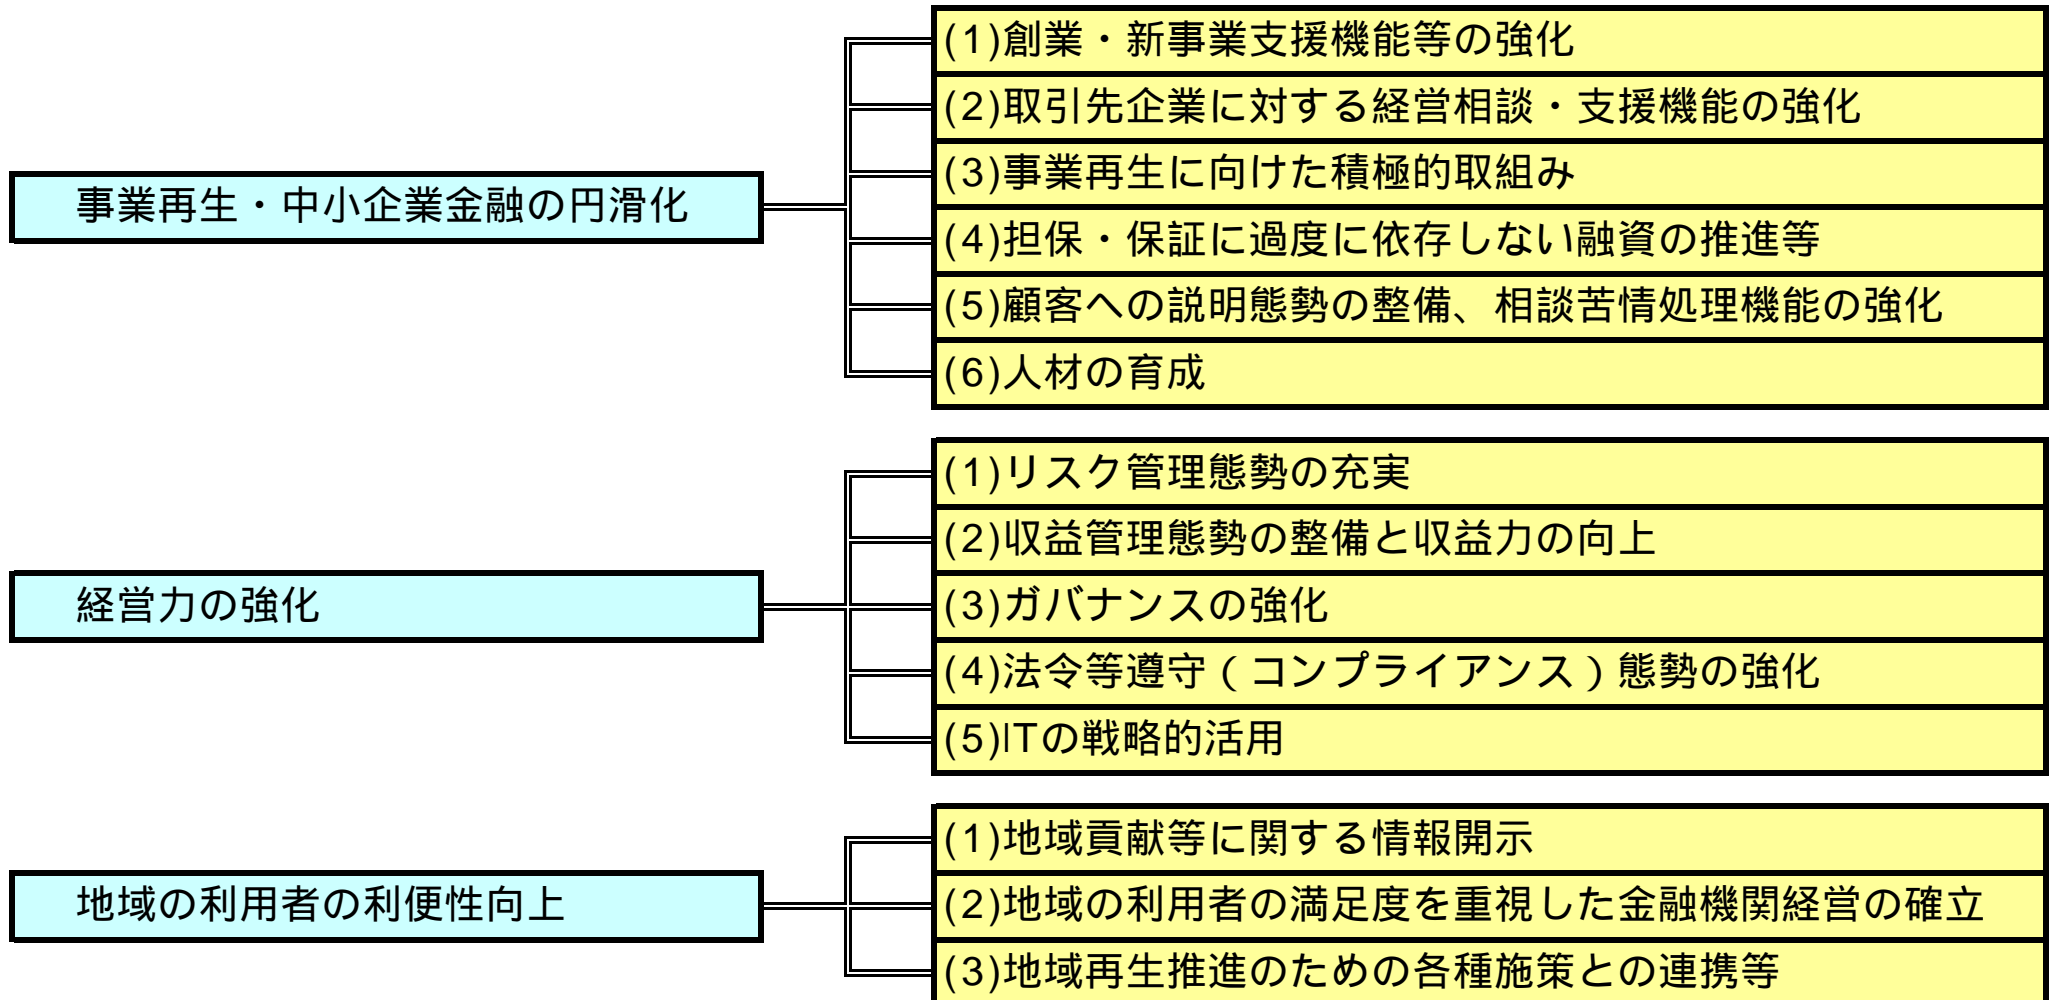 事業再生・中小企業金融の円滑化
(1)創業・新事業支援機能等の強化
(2)取引先企業に対する経営相談・支援機能の強化
(3)事業再生に向けた積極的取組み
(4)担保・保証に過度に依存しない融資の推進等
(5)顧客への説明態勢の整備、相談苦情処理機能の強化
(6)人材の育成
経営力の強化
(1)リスク管理態勢の充実
(2)収益管理態勢の整備と収益力の向上
(3)ガバナンスの強化
(4)法令等遵守(コンプライアンス)態勢の強化
(5)ITの戦略的活用
地域の利用者の利便性向上
(1)地域貢献等に関する情報開示
(2)地域の利用者の満足度を重視した金融機関経営の確立
(3)地域再生推進のための各種施策との連携等